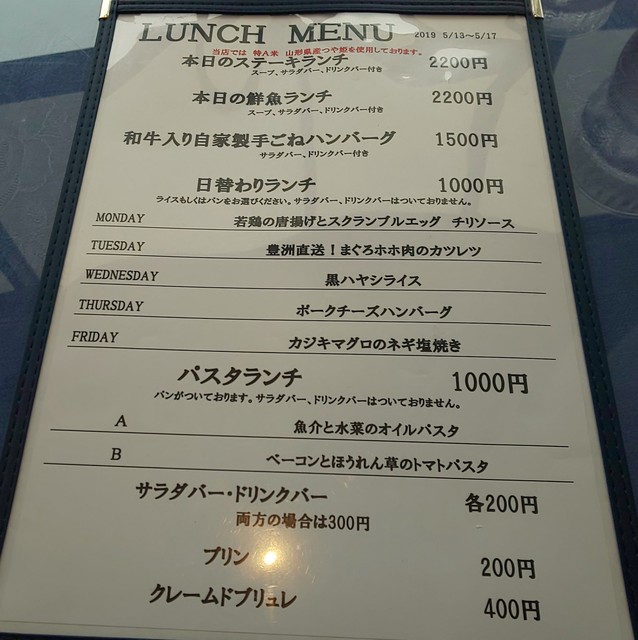 LUNCH MENU 2019 5/13～5/17
当店では 特A米 山形県産つや姫を使用しております。
本日のステーキランチ 2200円
スープ、サラダバー、ドリンクバー付き
本日の鮮魚ランチ 2200円
スープ、サラダバー、ドリンクバー付き
和牛入り自家製手ごねハンバーグ 1500円
サラダバー、ドリンクバー付き
日替わりランチ 1000円
ライスもしくはパンをお選びください。サラダバー、ドリンクバーはついておりません。
MONDAY 若鶏の唐揚げとスクランブルエッグ チリソース
TUESDAY 豊洲直送！まぐろホホ肉のカツレツ
WEDNESDAY 黒ハヤシライス
THURSDAY ポークチーズハンバーグ
FRIDAY カジキマグロのネギ塩焼き
パスタランチ 1000円
パンがついております。サラダバー、ドリンクバーはついておりません。
A 魚介と水菜のオイルパスタ
B ベーコンとほうれん草のトマトパスタ
サラダバー・ドリンクバー 各200円
両方の場合は300円
プリン 200円
クレームドブリュレ 400円